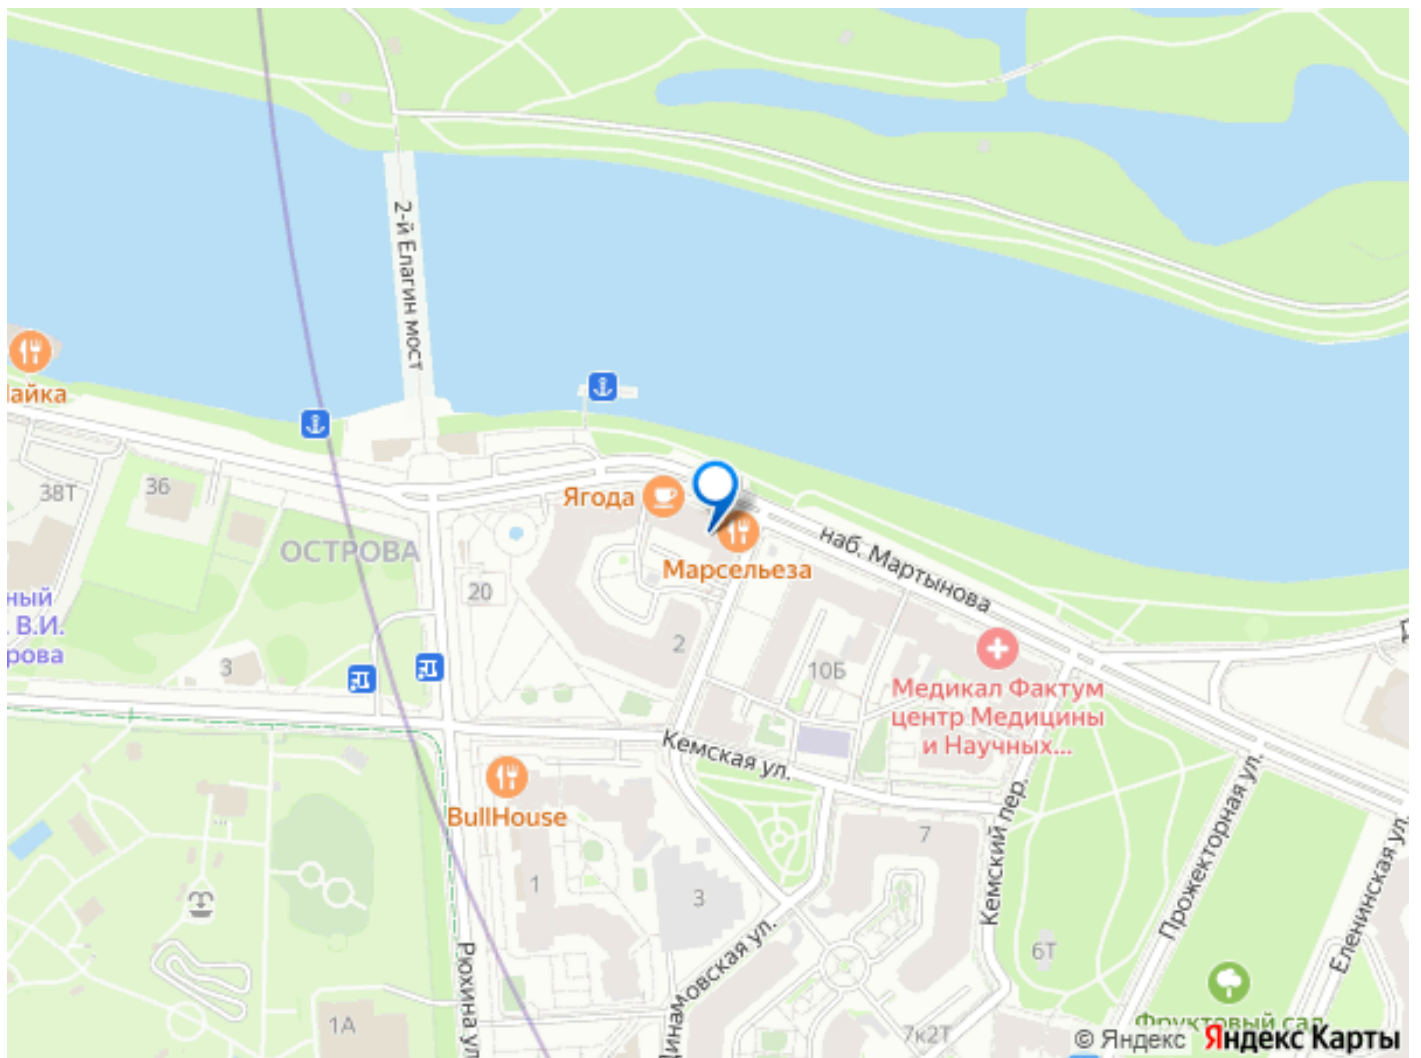 2-й Елагин мост
айка
38Т
36
Ягода
ОСТРОВА
Марсельеза
наб. Мартынова
20
ный
. В.И.
рова
3
2
10Б
Медикал Фактум
центр Медицины
и Научных...
Кемская ул.
BullHouse
7
1
3
Кемский пер.
Прожекторная ул.
Еленинская ул.
Рюхина ул
Динамовская ул.
6Т
1А
7к2Т
Фруктовый сад
© Яндекс Яндекс Карты